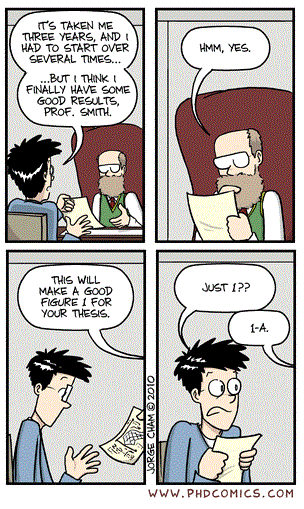 IT'S TAKEN ME
THREE YEARS, AND I
HAD TO START OVER
SEVERAL TIMES...
...BUT I THINK I
FINALLY HAVE SOME
GOOD RESULTS,
PROF. SMITH.
HMM, YES.
THIS WILL
MAKE A GOOD
FIGURE 1 FOR
YOUR THESIS.
JORGE CHAM © 2010
JUST 1??
1-A.
WWW.PHDCOMICS.COM